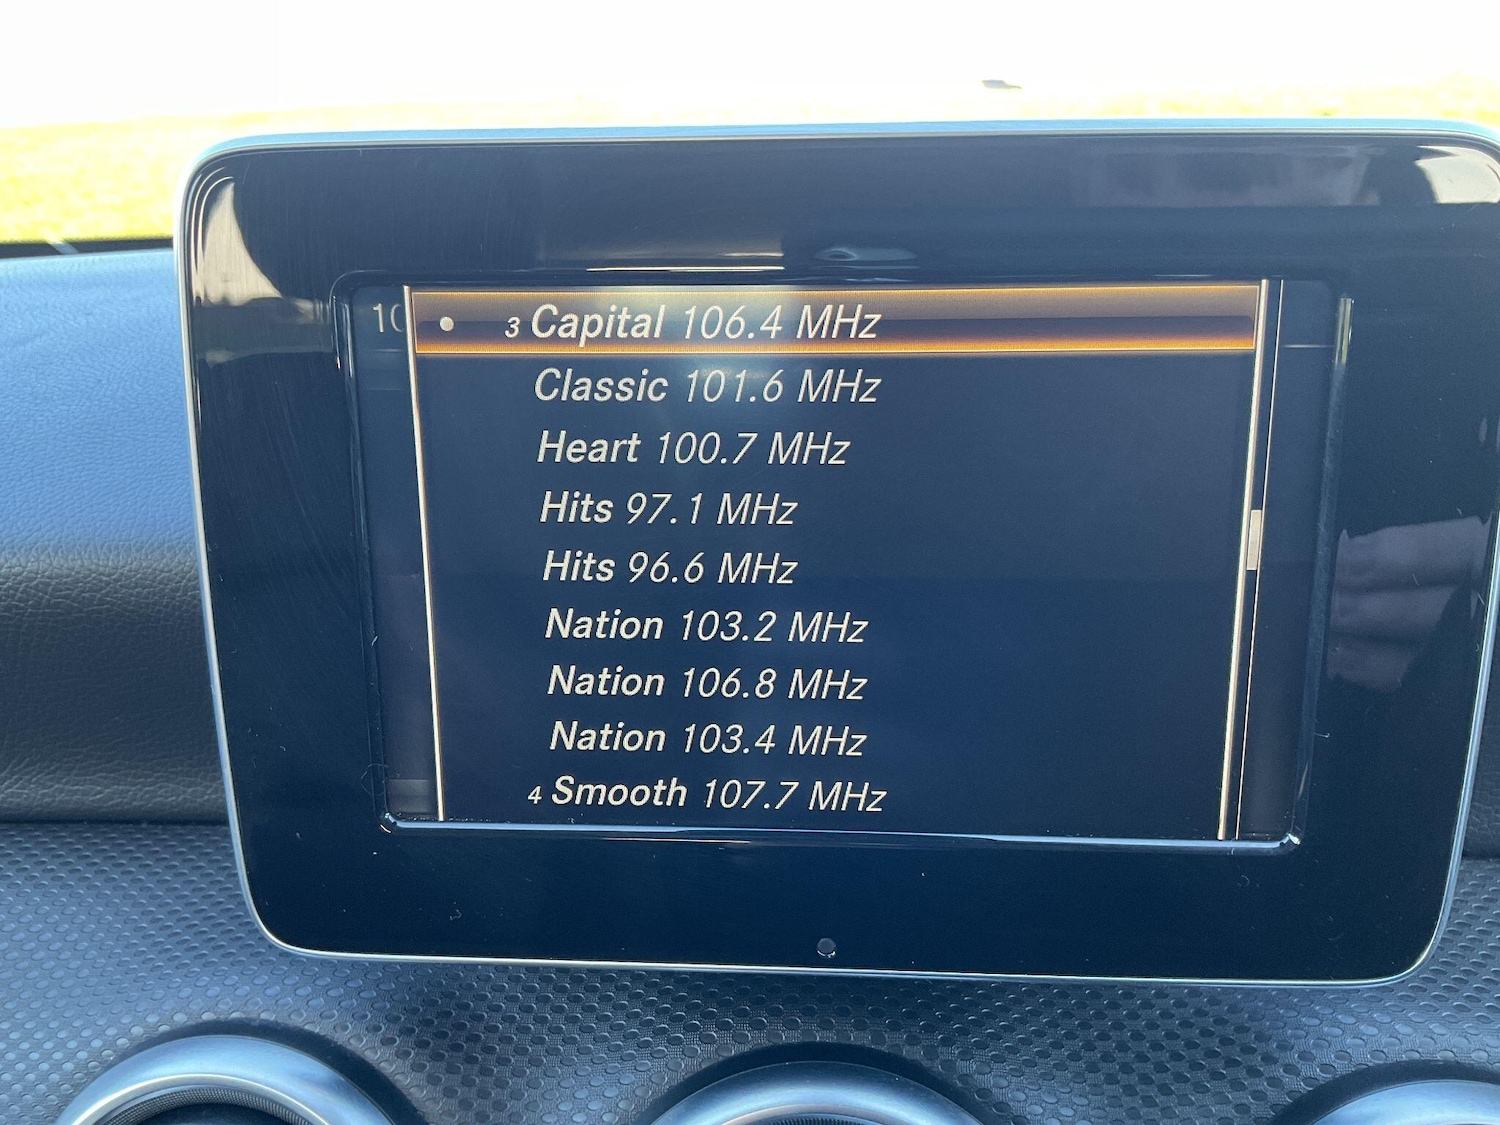 3 Capital 106.4 MHz
Classic 101.6 MHz
Heart 100.7 MHz
Hits 97.1 MHz
Hits 96.6 MHz
Nation 103.2 MHz
Nation 106.8 MHz
Nation 103.4 MHz
4 Smooth 107.7 MHz